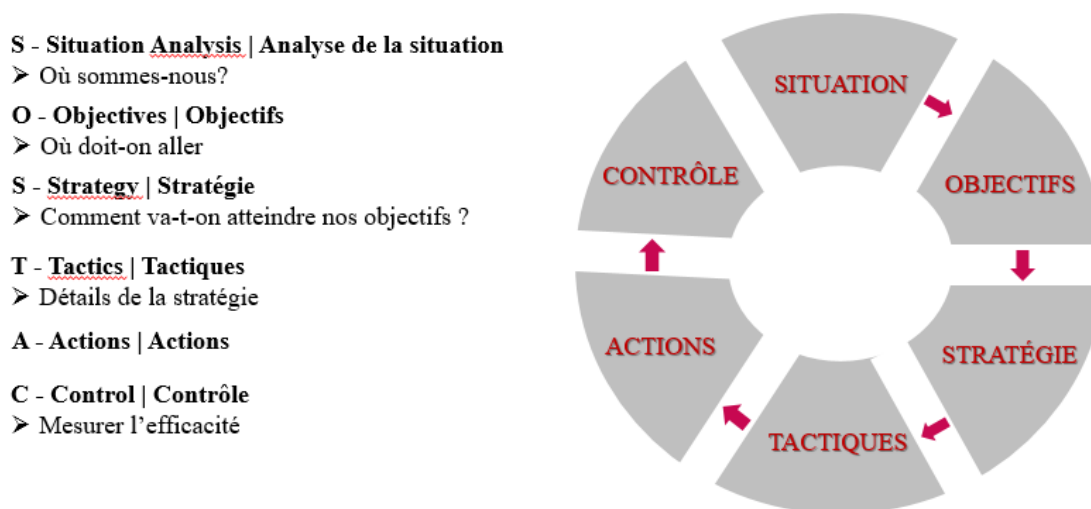 S - Situation Analysis | Analyse de la situation
➤ Où sommes-nous?
O - Objectives | Objectifs
➤ Où doit-on aller
S - Strategy | Stratégie
➤ Comment va-t-on atteindre nos objectifs ?
T - Tactics | Tactiques
➤ Détails de la stratégie
A - Actions | Actions
C - Control | Contrôle
➤ Mesurer l’efficacité
SITUATION
OBJECTIFS
STRATÉGIE
TACTIQUES
ACTIONS
CONTRÔLE